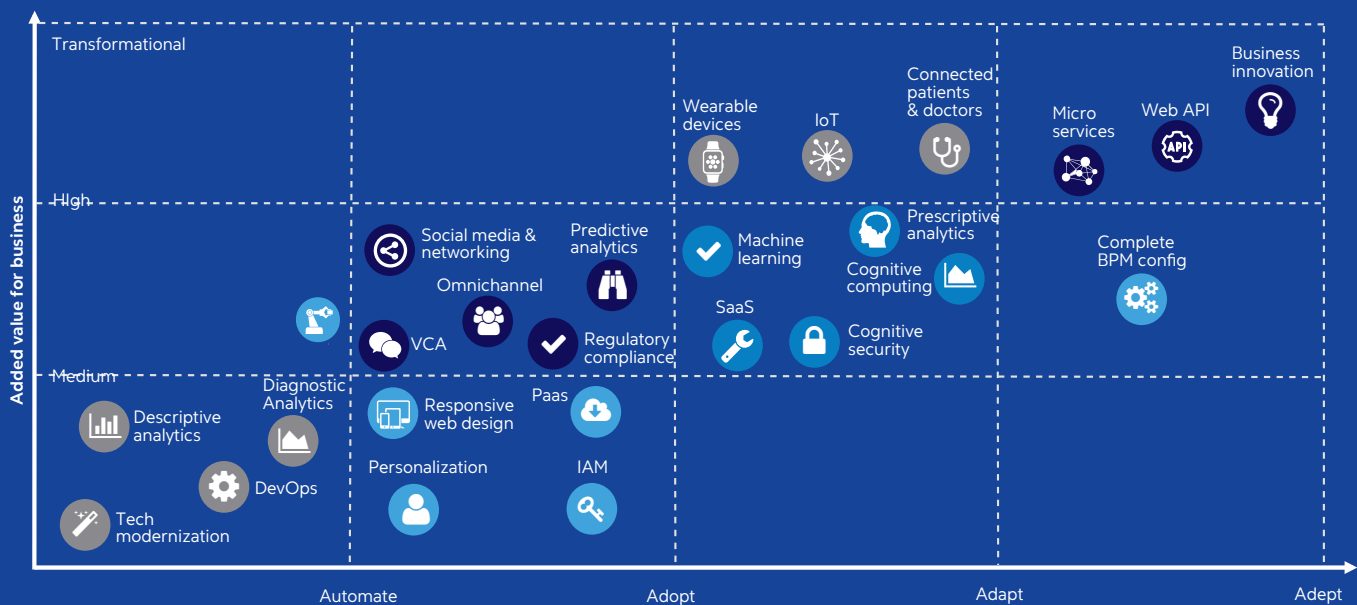 Transformational
Business
innovation
Connected
patients
& doctors
Wearable
devices
IoT
Micro
services
Web API
API
HIgh
Social media &
networking
Predictive
analytics
Machine
learning
Prescriptive
analytics
Cognitive
computing
Complete
BPM config
Omnichannel
SaaS
VCA
Regulatory
compliance
Cognitive
security
Medium
Diagnostic
Analytics
Descriptive
analytics
Responsive
web design
Paas
DevOps
Personalization
IAM
Tech
modernization
Added value for business
Automate
Adopt
Adapt
Adept